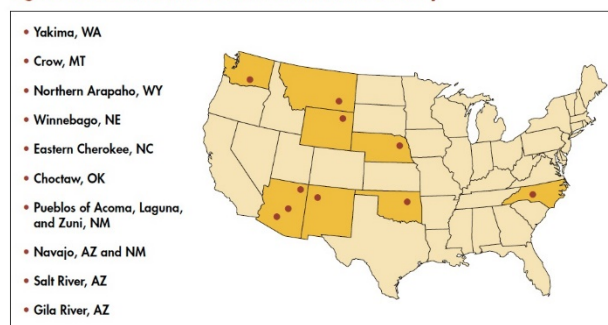 • Yakima, WA
• Crow, MT
• Northern Arapaho, WY
• Winnebago, NE
• Eastern Cherokee, NC
• Choctaw, OK
• Pueblos of Acoma, Laguna,
and Zuni, NM
• Navajo, AZ and NM
• Salt River, AZ
• Gila River, AZ